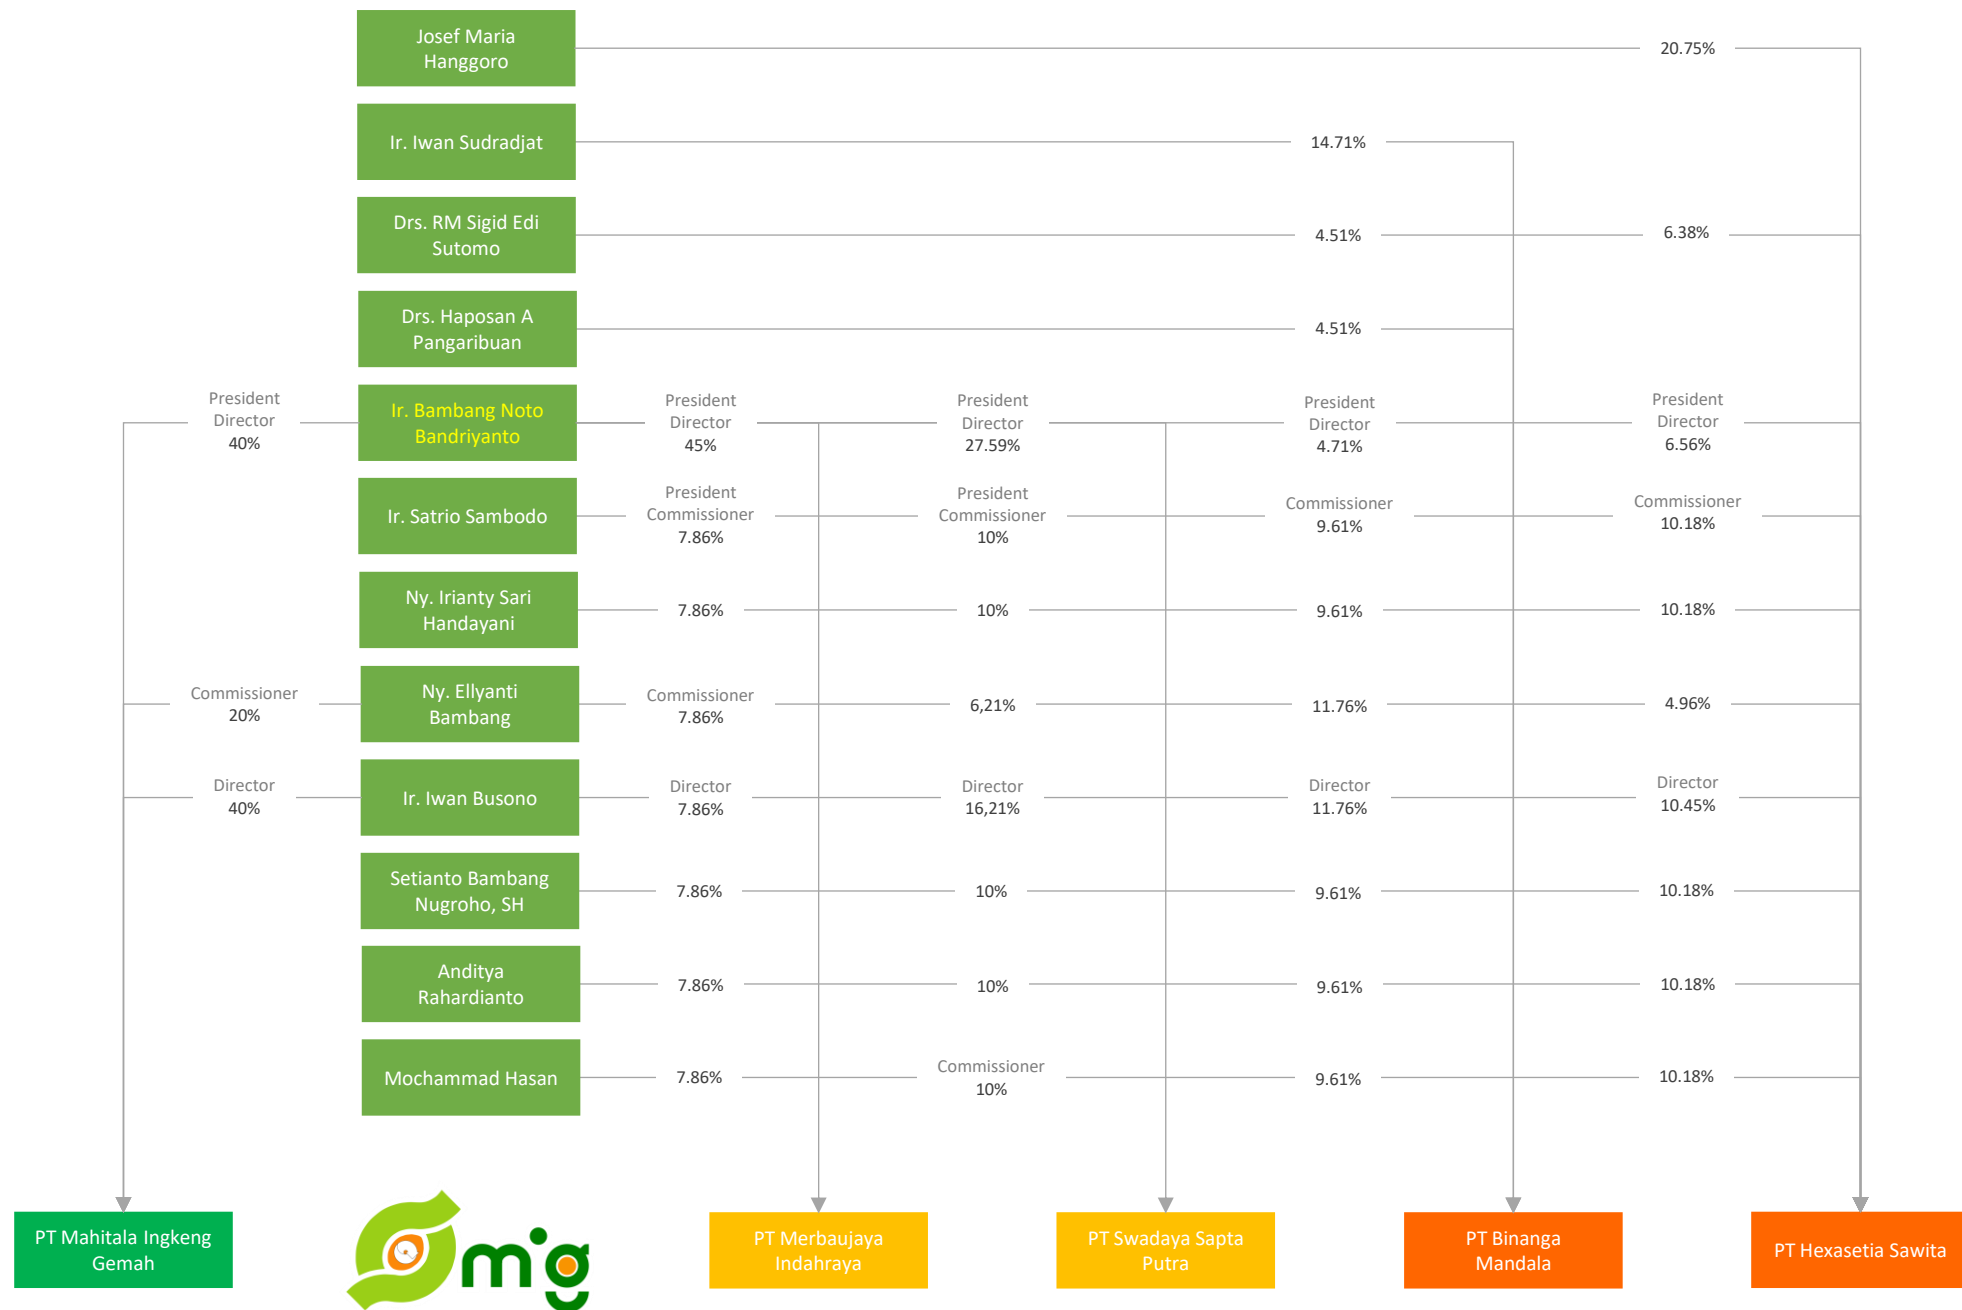 Josef Maria
Hanggoro
20.75%
Ir. Iwan Sudradjat
14.71%
Drs. RM Sigid Edi
Sutomo
4.51%
6.38%
Drs. Haposan A
Pangaribuan
4.51%
President
Director
40%
Ir. Bambang Noto
Bandriyanto
President
Director
45%
President
Director
27.59%
President
Director
4.71%
President
Director
6.56%
Ir. Satrio Sambodo
President
Commissioner
7.86%
President
Commissioner
10%
Commissioner
9.61%
Commissioner
10.18%
Ny. Irianty Sari
Handayani
7.86%
10%
9.61%
10.18%
Commissioner
20%
Ny. Ellyanti
Bambang
Commissioner
7.86%
6,21%
11.76%
4.96%
Director
40%
Ir. Iwan Busono
Director
7.86%
Director
16,21%
Director
11.76%
Director
10.45%
Setianto Bambang
Nugroho, SH
7.86%
10%
9.61%
10.18%
Anditya
Rahardianto
7.86%
10%
9.61%
10.18%
Mochammad Hasan
7.86%
Commissioner
10%
9.61%
10.18%
PT Mahitala Ingkeng
Gemah
mig
PT Merbaujaya
Indahraya
PT Swadaya Sapta
Putra
PT Binanga
Mandala
PT Hexasetia Sawita